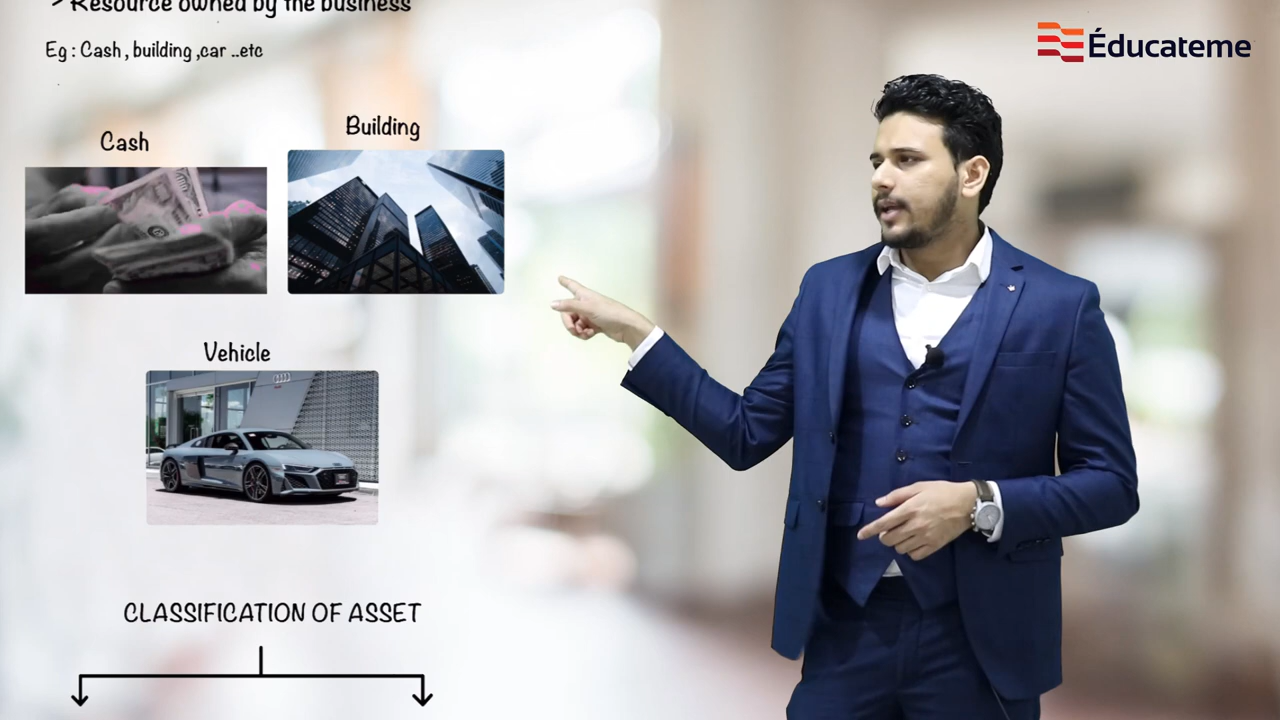 > Resource owned by the business
Eg : Cash , building ,car ..etc
Éducateme
Cash
Building
Vehicle
CLASSIFICATION OF ASSET